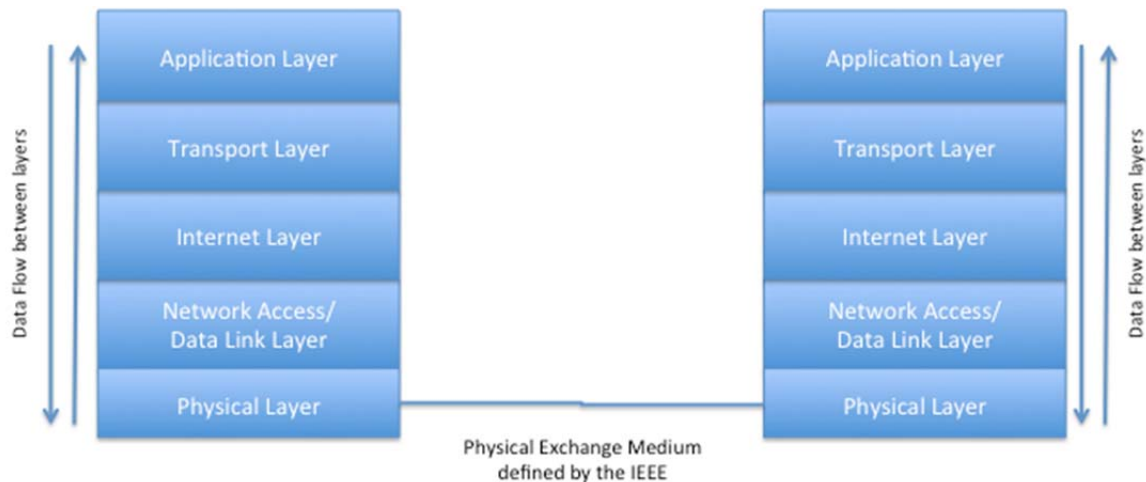 Data Flow between layers
Application Layer
Transport Layer
Internet Layer
Network Access/
Data Link Layer
Physical Layer
Physical Exchange Medium
defined by the IEEE
Application Layer
Transport Layer
Internet Layer
Network Access/
Data Link Layer
Physical Layer
Data Flow between layers